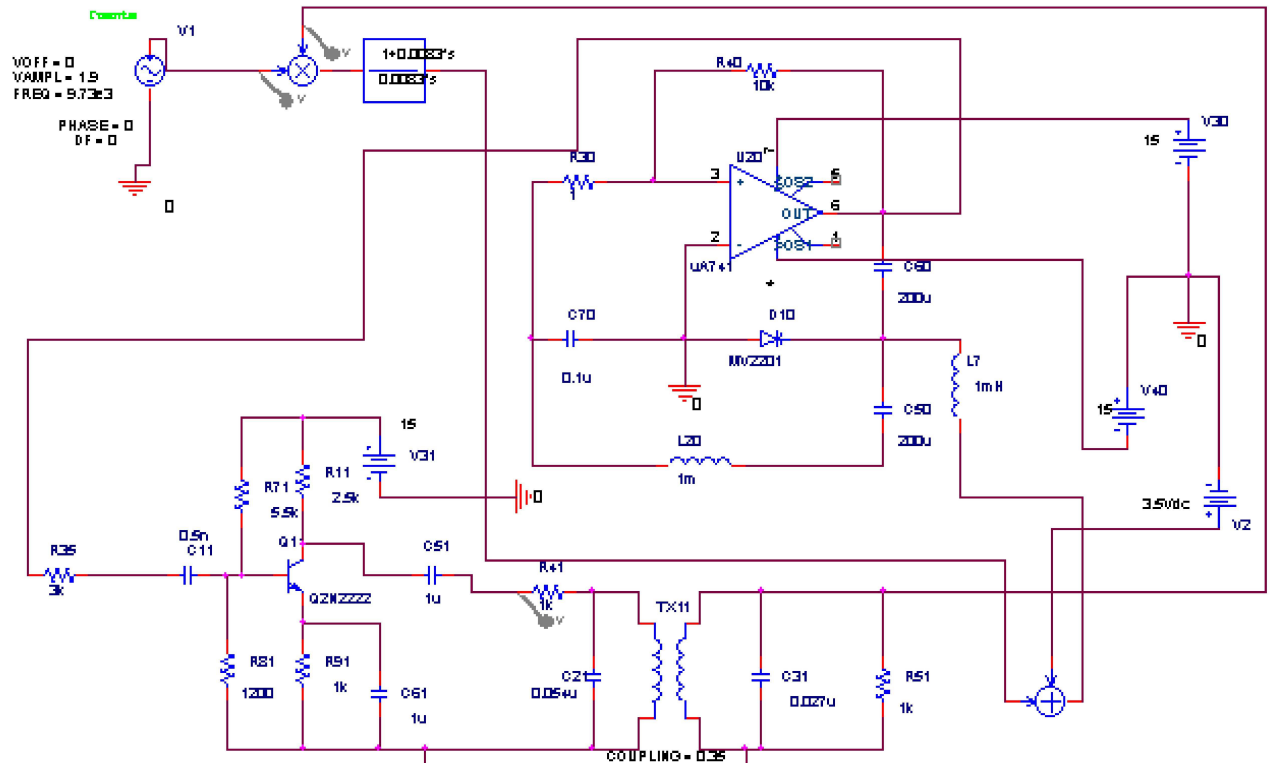 V1
VOFF = 0
VAMPL = 1.9
FREQ = 9.73e3
PHASE = 0
DF = 0
0
V
V
1+0.0083*s
0.0083*s
R40
10k
R30
1
U20
7
3
+
OS2
5
OUT
6
2
-
OS1
4
UA741
+
V30
15
0
C60
200u
C70
0.1u
D10
MV2201
0
L7
1mH
C50
200u
L20
1m
V40
15
3.5Vdc
V2
15
V31
0
R11
2.5k
R71
5.5k
R35
3k
0.5n
C11
Q1
Q2N2222
C51
1u
R41
1k
V
TX11
R81
1200
R91
1k
C61
1u
C21
0.054u
C31
0.027u
R51
1k
COUPLING = 0.35